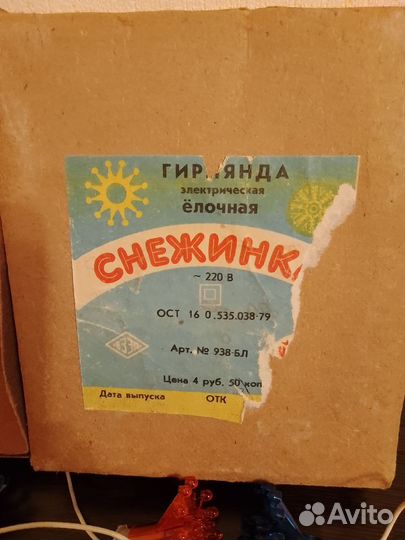 ГИРЛЯНДА
электрическая
ёлочная
СНЕЖИНКА
~ 220 В
ОСТ 16 0.535.038-79
Арт. № 938-БЛ
Цена 4 руб. 50 коп
Дата выпуска ОТК
Avito